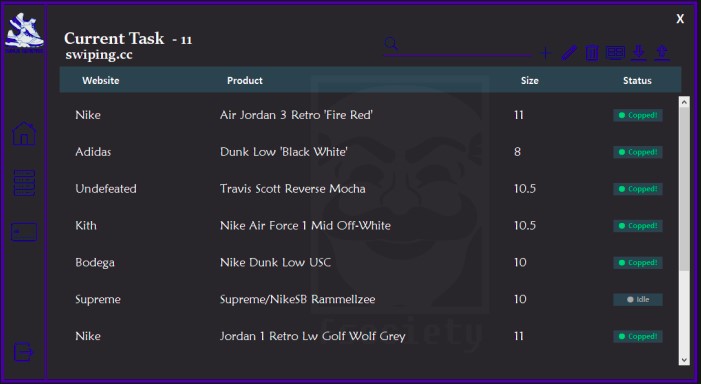 X
Current Task - 11
swiping.cc
Website Product Size Status
Nike Air Jordan 3 Retro 'Fire Red' 11 Copped!
Adidas Dunk Low 'Black White' 8 Copped!
Undefeated Travis Scott Reverse Mocha 10.5 Copped!
Kith Nike Air Force 1 Mid Off-White 10.5 Copped!
Bodega Nike Dunk Low USC 10 Copped!
Supreme Supreme/NikeSB Rammellzee 10 Idle
Nike Jordan 1 Retro Lw Golf Wolf Grey 11 Copped!